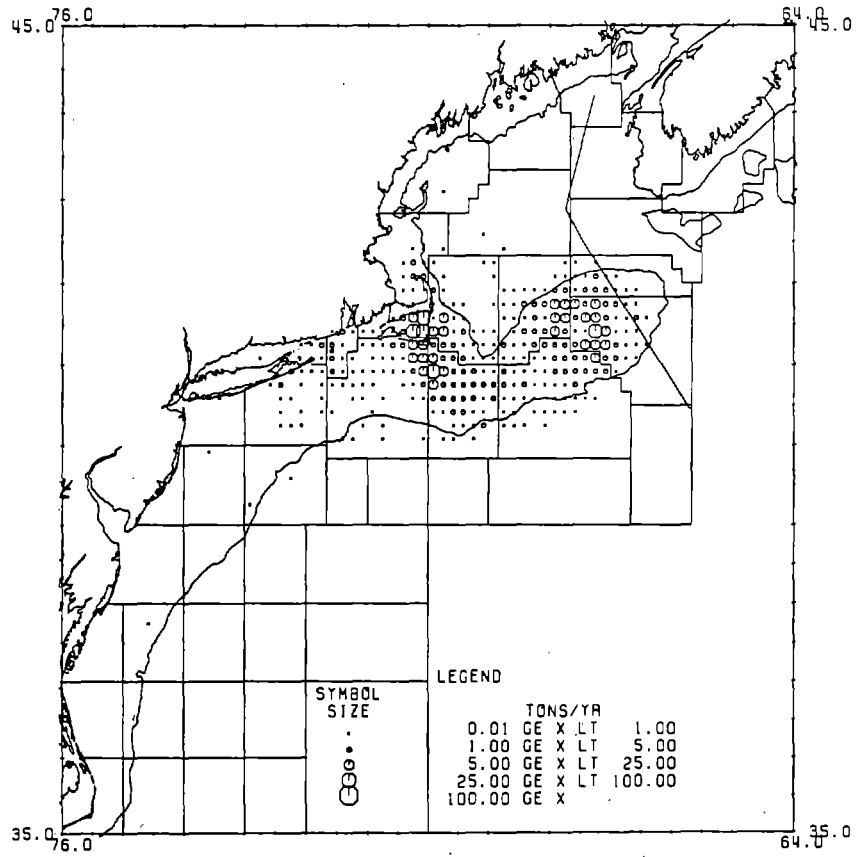 45.0 76.0 64.0 45.0
LEGEND
SYMBOL
SIZE
TONS/YR
0.01 GE X LT 1.00
1.00 GE X LT 5.00
5.00 GE X LT 25.00
25.00 GE X LT 100.00
100.00 GE X
35.0 76.0 64.0 35.0